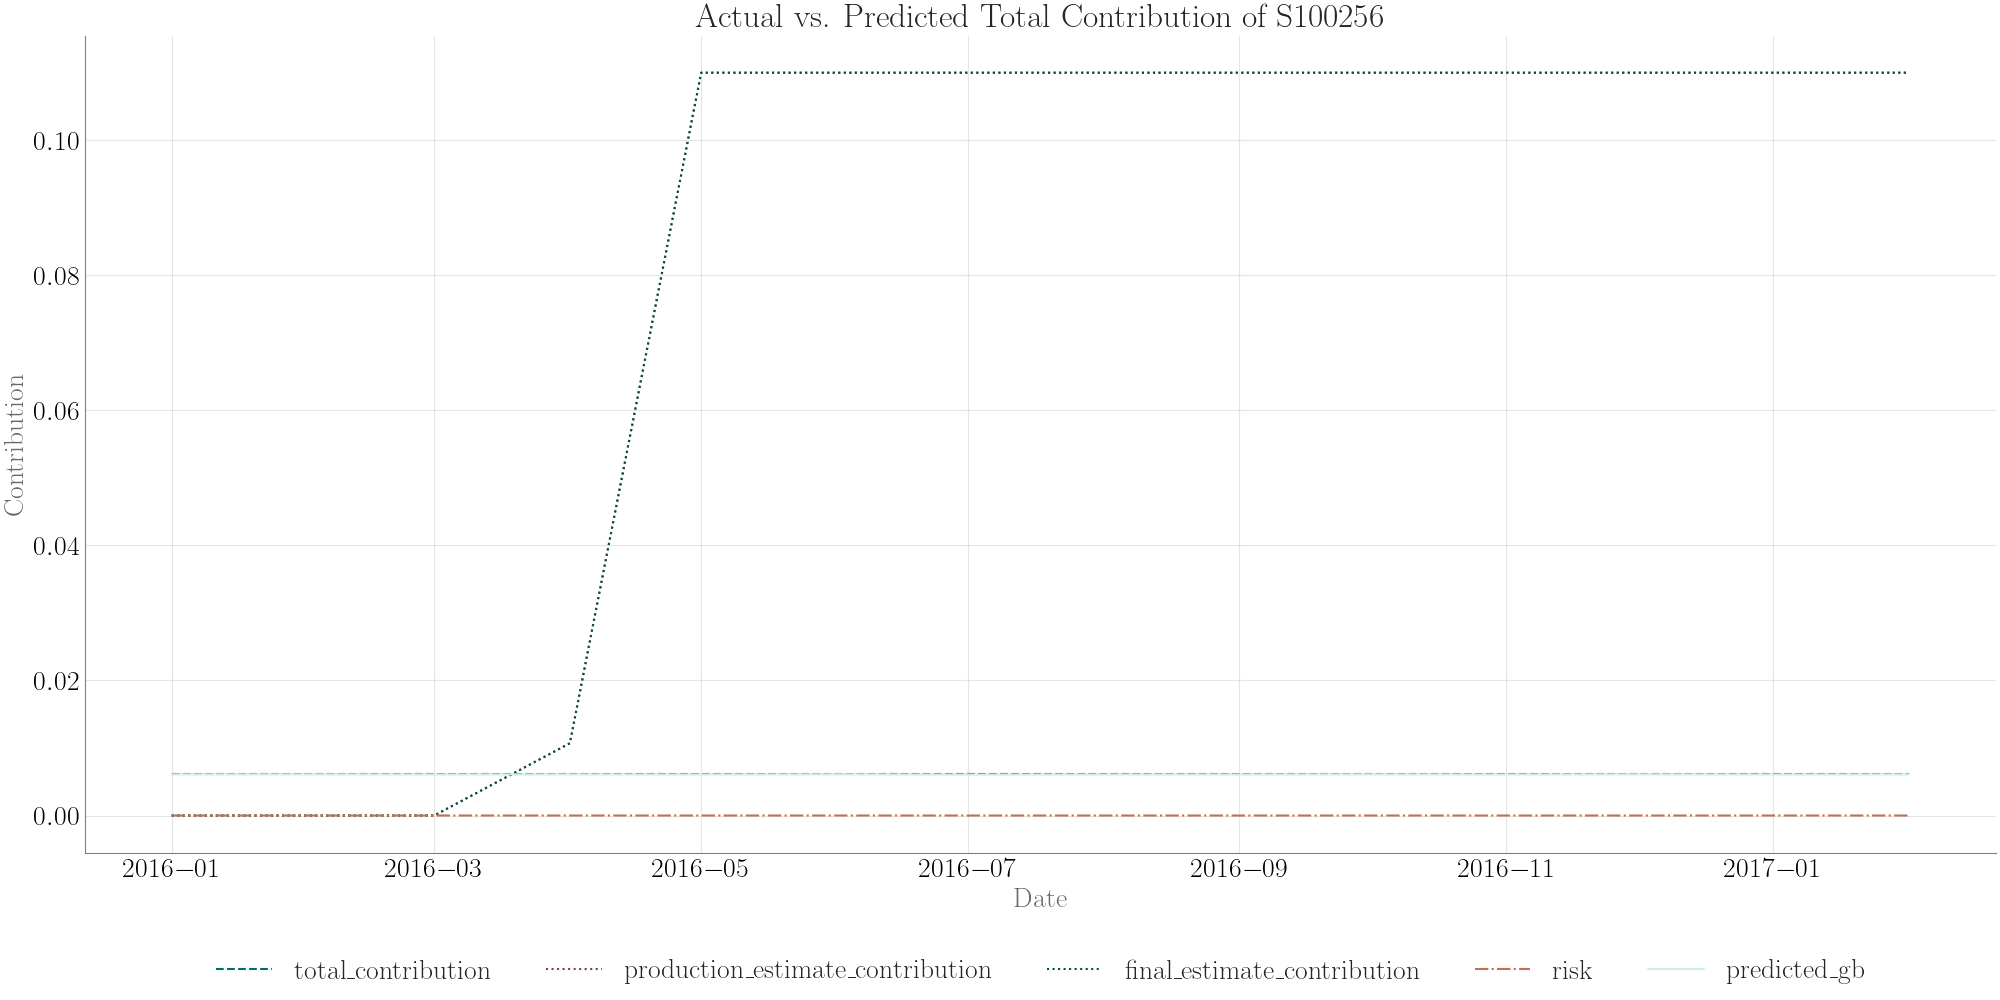 Actual vs. Predicted Total Contribution of S100256
Contribution
0.10
0.08
0.06
0.04
0.02
0.00
2016–01 2016–03 2016–05 2016–07 2016–09 2016–11 2017–01
Date
total_contribution production_estimate_contribution final_estimate_contribution risk predicted_gb